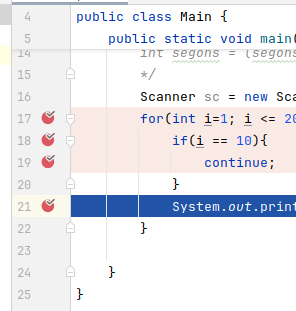 4 public class Main {
5 public static void main(
14 int segons = (segons
15 */
16 Scanner sc = new Sca
17 for(int i=1; i <= 20
18 if(i == 10){
19 continue;
20 }
21 System.out.print
22 }
23
24 }
25 }